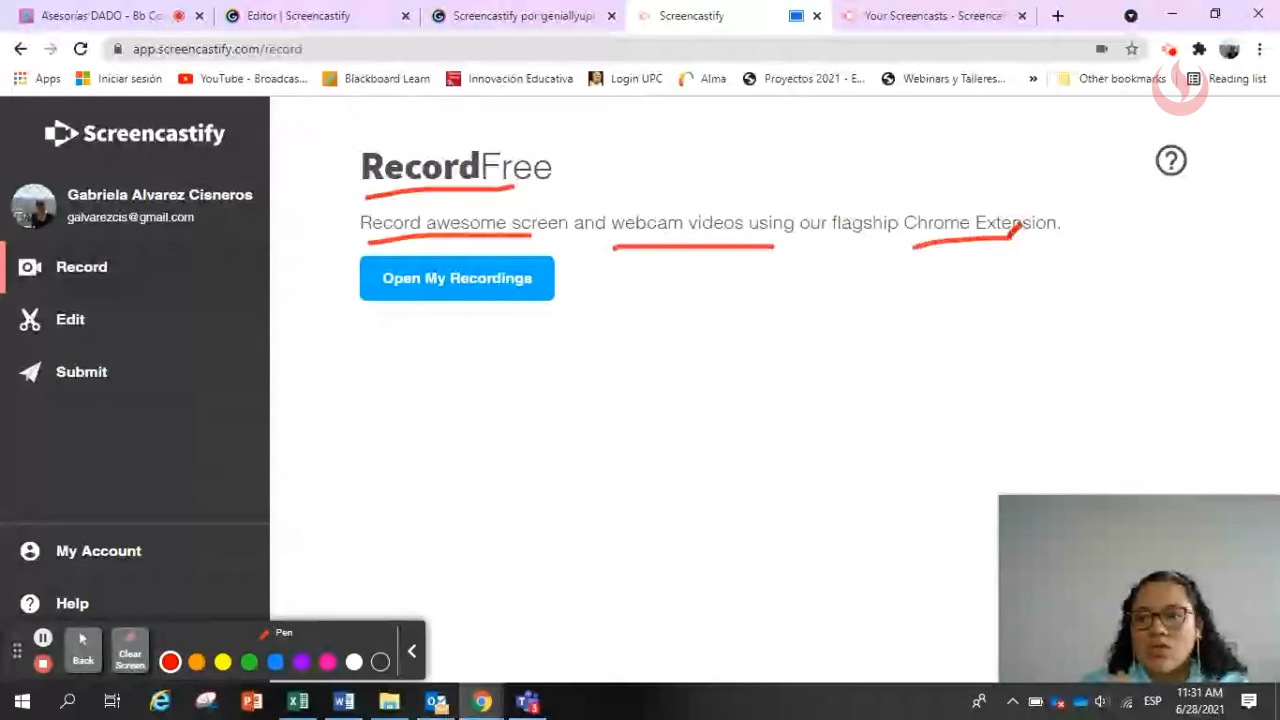 Asesorías DADO - Bb Co
Editor | Screencastify
Screencastify por geniallyupc
Screencastify
Your Screencasts - Screencas
app.screencastify.com/record
Apps
Iniciar sesión
YouTube - Broadcas...
Blackboard Learn
Innovación Educativa
Login UPC
Alma
Proyectos 2021 - E...
Webinars y Talleres...
»
Other bookmarks
Reading list
Screencastify
Gabriela Alvarez Cisneros
galvarezcis@gmail.com
Record
Edit
Submit
My Account
Help
RecordFree
Record awesome screen and webcam videos using our flagship Chrome Extension.
Open My Recordings
Pen
Back
Clear
Screen
ESP
11:31 AM
6/28/2021